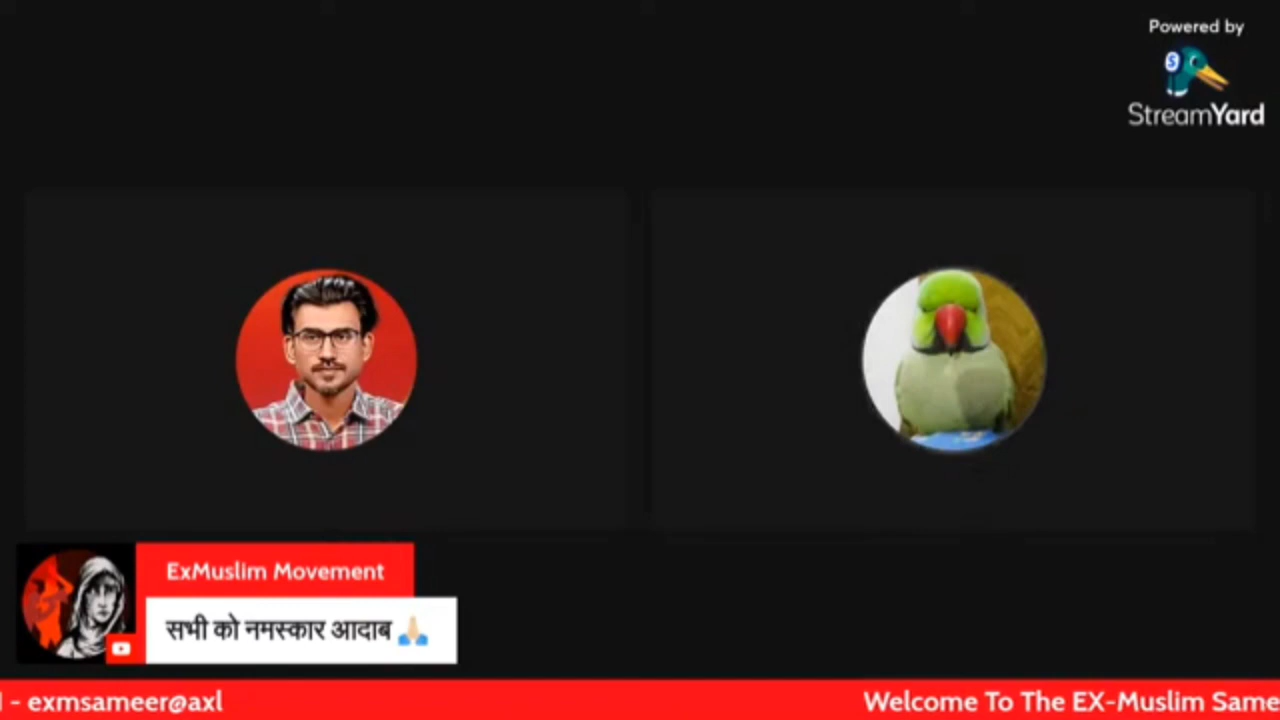 Powered by
StreamYard
ExMuslim Movement
सभी को नमस्कार आदाब 🙏🏻
- exmsameer@axl
Welcome To The EX-Muslim Same